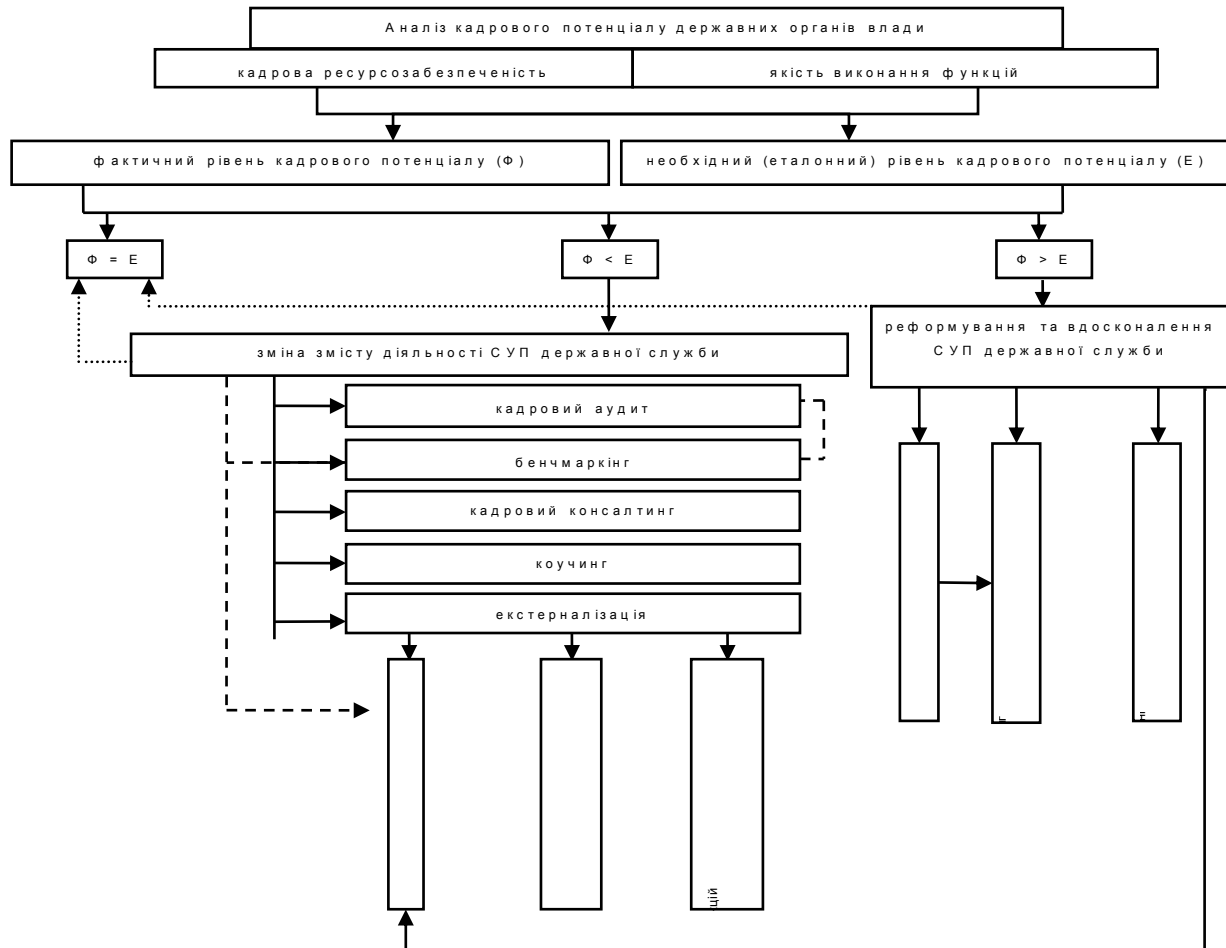 Аналіз кадрового потенціалу державних органів влади
кадрова ресурсозабезпеченість
якість виконання функцій
фактичний рівень кадрового потенціалу (Ф)
необхідний (еталонний) рівень кадрового потенціалу (Е)
Ф = Е
Ф < Е
Ф > Е
реформування та вдосконалення
СУП державної служби
зміна змісту діяльності СУП державної служби
кадровий аудит
бенчмаркінг
кадровий консалтинг
коучинг
екстерналізація